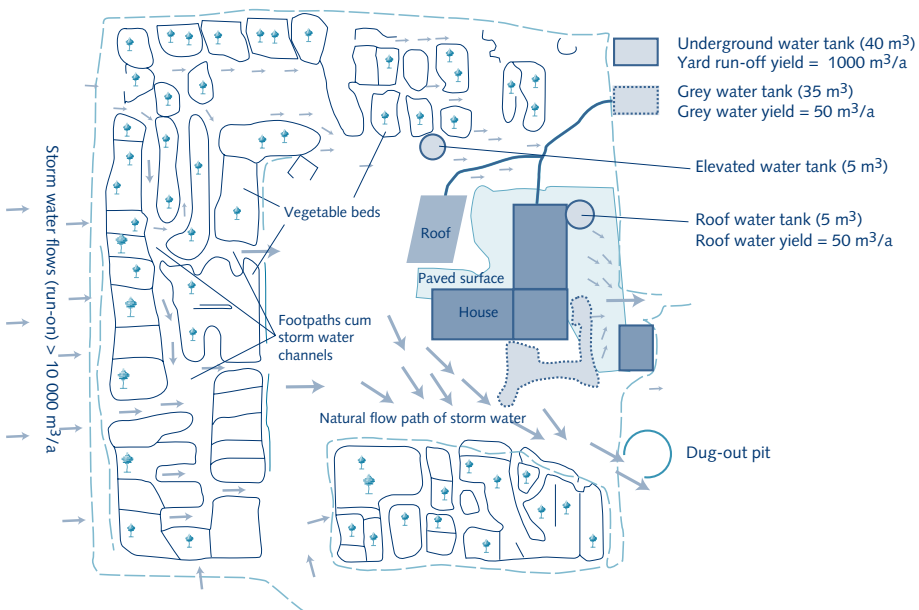 Underground water tank (40 m³)
Yard run-off yield = 1000 m³/a
Grey water tank (35 m³)
Grey water yield = 50 m³/a
Elevated water tank (5 m³)
Roof water tank (5 m³)
Roof water yield = 50 m³/a
Storm water flows (run-on) > 10 000 m³/a
Vegetable beds
Roof
Paved surface
House
Footpaths cum
storm water
channels
Natural flow path of storm water
Dug-out pit